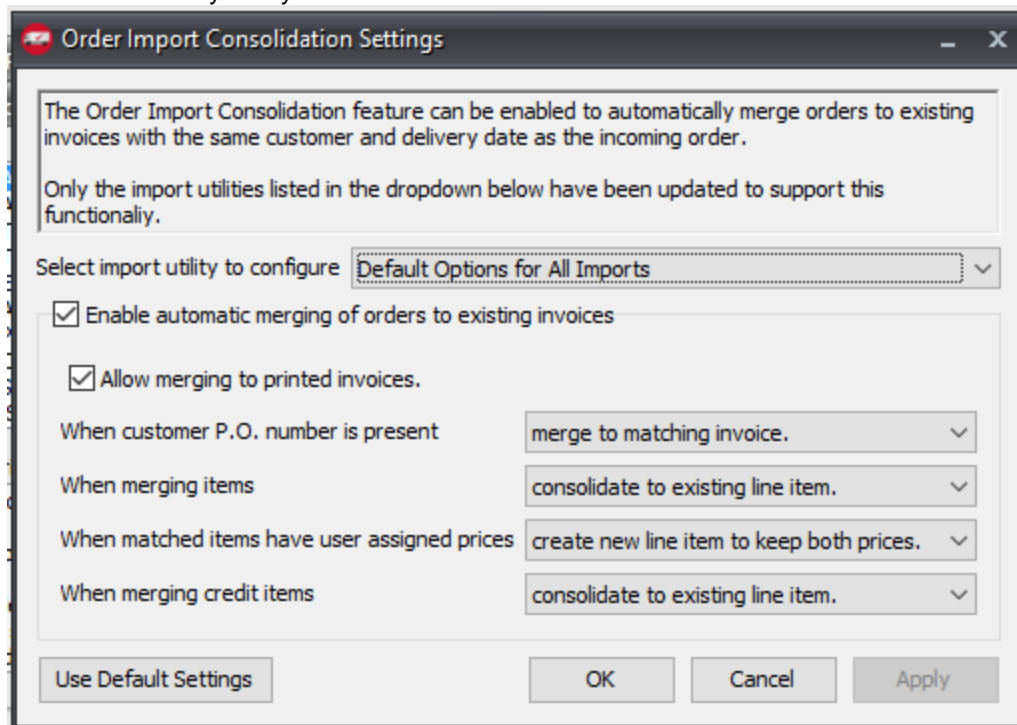 Order Import Consolidation Settings
The Order Import Consolidation feature can be enabled to automatically merge orders to existing
invoices with the same customer and delivery date as the incoming order.
Only the import utilities listed in the dropdown below have been updated to support this
functionaliy.
Select import utility to configure Default Options for All Imports
Enable automatic merging of orders to existing invoices
Allow merging to printed invoices.
When customer P.O. number is present merge to matching invoice.
When merging items consolidate to existing line item.
When matched items have user assigned prices create new line item to keep both prices.
When merging credit items consolidate to existing line item.
Use Default Settings OK Cancel Apply